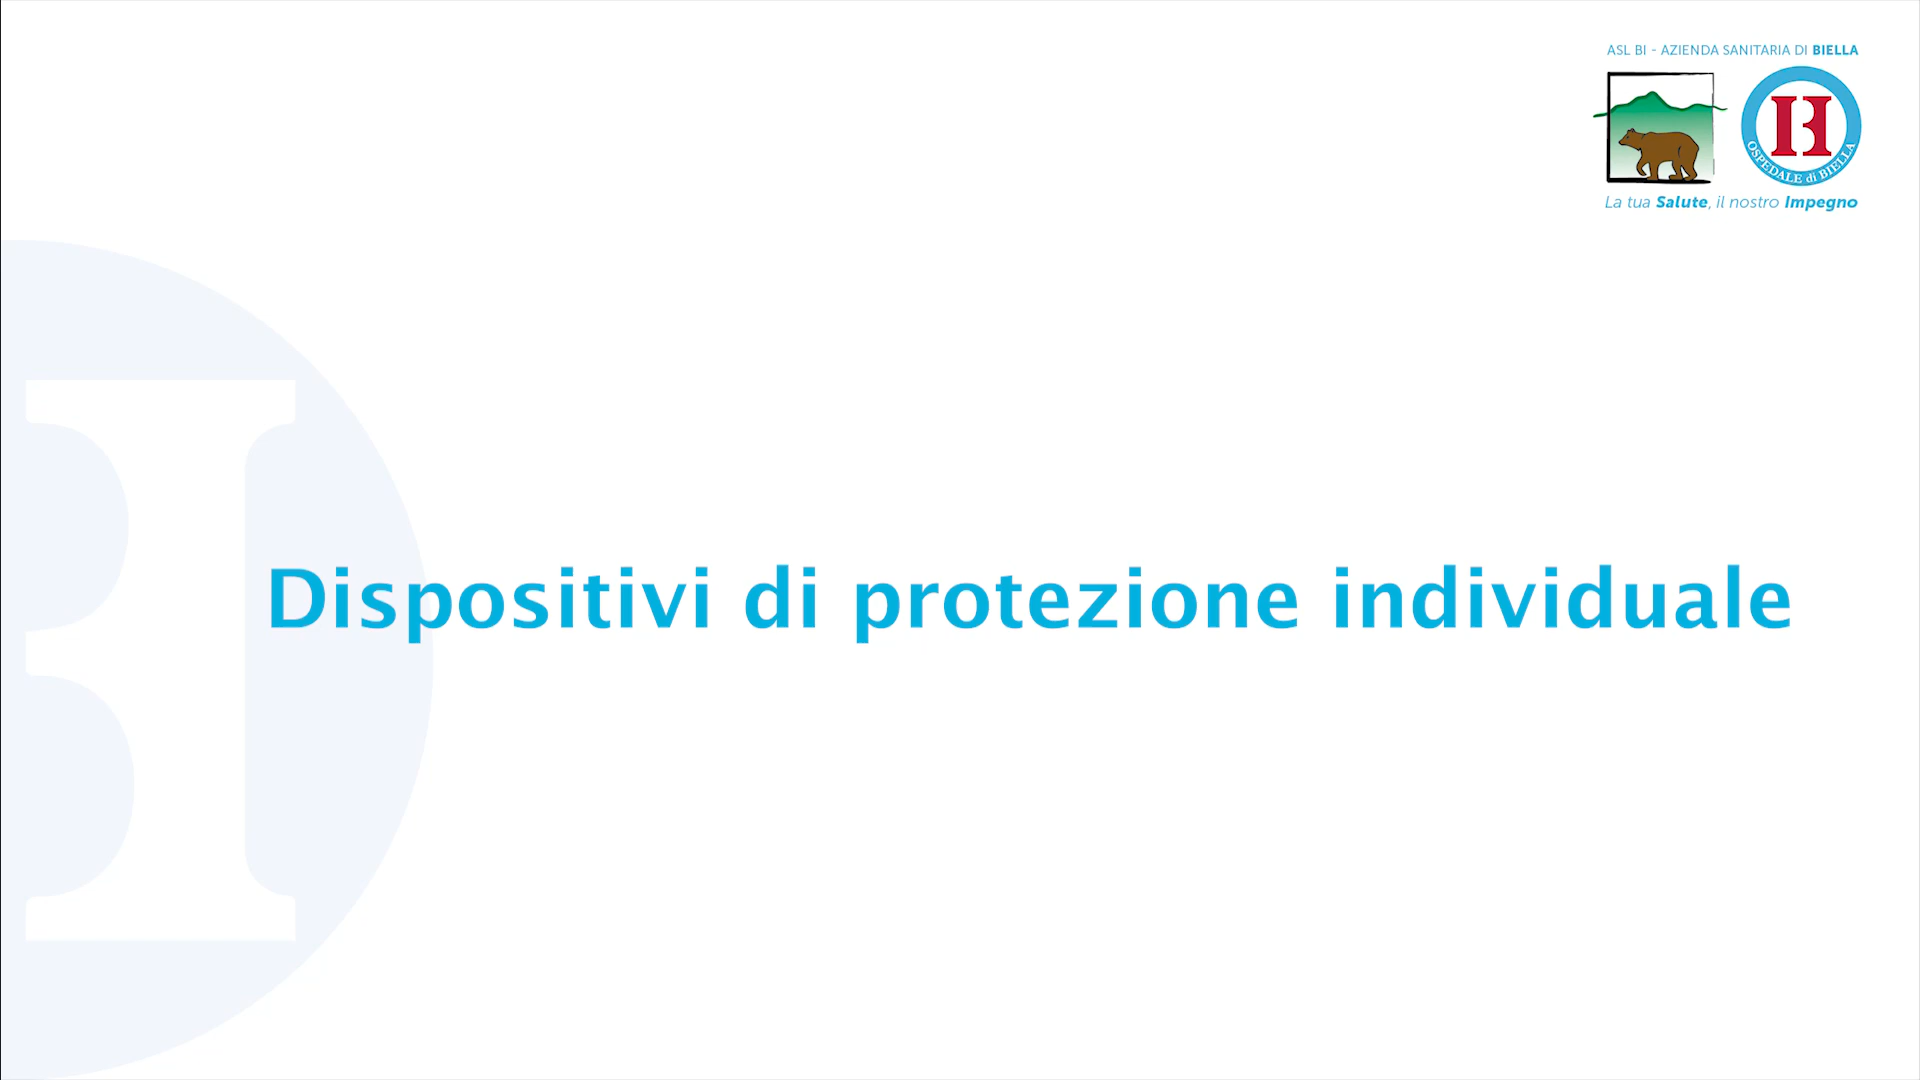 ASL BI - AZIENDA SANITARIA DI BIELLA
OSPEDALE di BIELLA
La tua Salute, il nostro Impegno
Dispositivi di protezione individuale